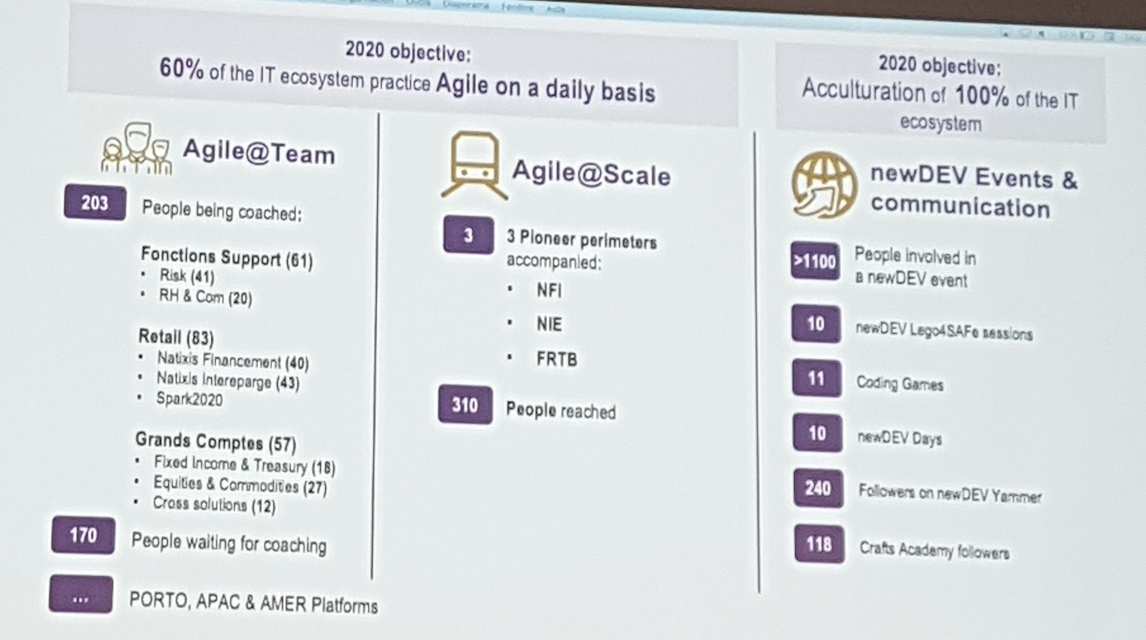 2020 objective:
60% of the IT ecosystem practice Agile on a daily basis
2020 objective:
Acculturation of 100% of the IT
ecosystem
Agile@Team
203 People being coached:
Fonctions Support (61)
• Risk (41)
• RH & Com (20)
Retail (83)
• Natixis Financement (40)
• Natixis Intereparge (43)
• Spark2020
Grands Comptes (57)
• Fixed Income & Treasury (18)
• Equities & Commodities (27)
• Cross solutions (12)
170 People waiting for coaching
... PORTO, APAC & AMER Platforms
Agile@Scale
3 3 Pioneer perimeters
accompanied:
• NFI
• NIE
• FRTB
310 People reached
newDEV Events &
communication
>1100 People involved in
a newDEV event
10 newDEV Lego4SAFe sessions
11 Coding Games
10 newDEV Days
240 Followers on newDEV Yammer
118 Crafts Academy followers